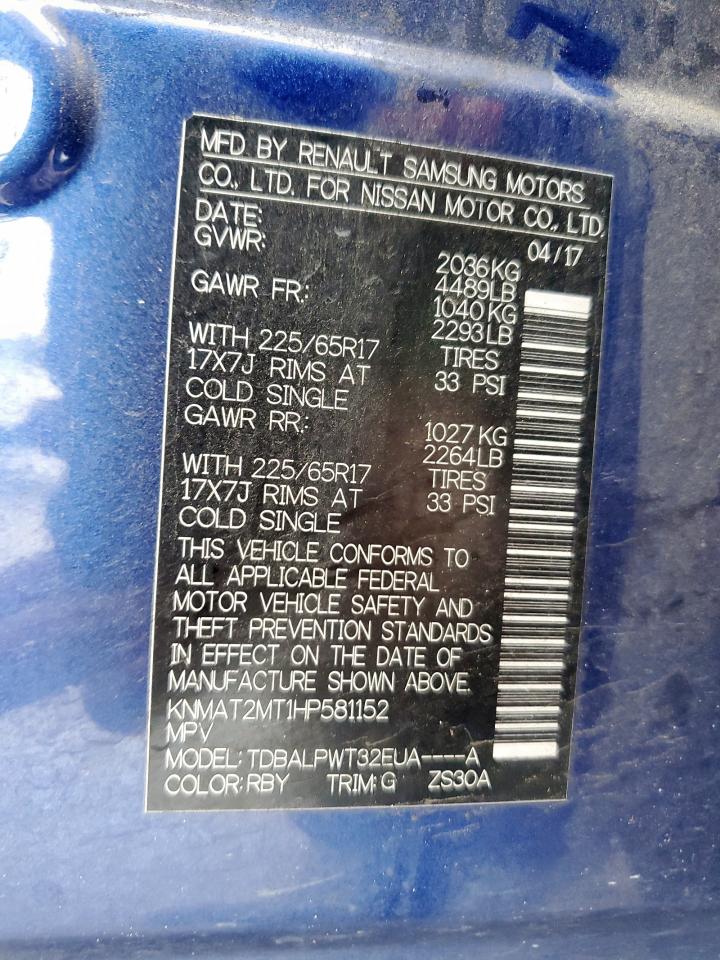 MFD. BY RENAULT SAMSUNG MOTORS
CO., LTD. FOR NISSAN MOTOR CO., LTD.
DATE: 04/17
GVWR: 2036KG
4489LB
GAWR FR: 1040KG
2293LB
WITH 225/65R17 TIRES
17X7J RIMS AT 33 PSI
COLD SINGLE
GAWR RR: 1027KG
2264LB
WITH 225/65R17 TIRES
17X7J RIMS AT 33 PSI
COLD SINGLE
THIS VEHICLE CONFORMS TO
ALL APPLICABLE FEDERAL
MOTOR VEHICLE SAFETY AND
THEFT PREVENTION STANDARDS
IN EFFECT ON THE DATE OF
MANUFACTURE SHOWN ABOVE.
KNMAT2MT1HP581152
MPV
MODEL: TDBALPWT32EUA----A
COLOR: RBY TRIM: G ZS30A